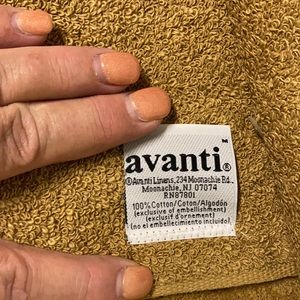 avanti®™
®Avanti Linens, 234 Moonachie Rd.
Moonachie, NJ 07074
RN87801
100% Cotton/Coton/Algodón
(exclusive of embellishment)
(exclusif d'ornement)
(no el embellecimiento incluido)